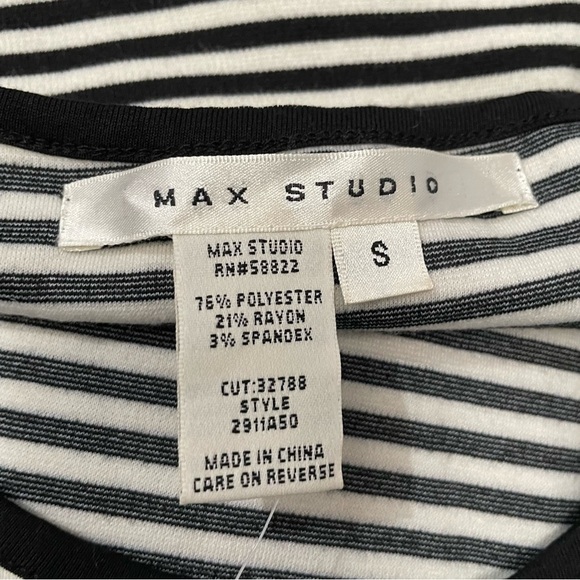 MAX STUDIO
S
MAX STUDIO
RN#58822
76% POLYESTER
21% RAYON
3% SPANDEX
CUT:32788
STYLE
2911A50
MADE IN CHINA
CARE ON REVERSE